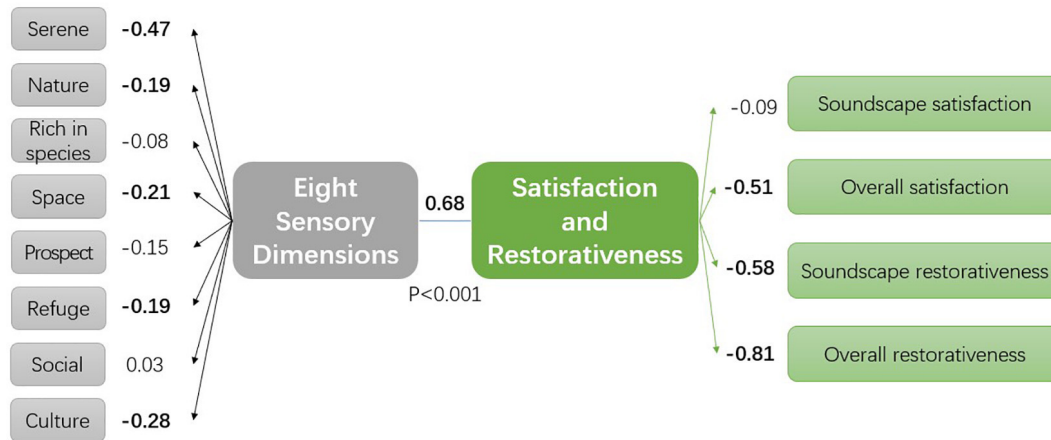 Serene -0.47
Nature -0.19
Rich in
species -0.08
Space -0.21
Prospect -0.15
Refuge -0.19
Social 0.03
Culture -0.28
Eight
Sensory
Dimensions
0.68
P<0.001
Satisfaction
and
Restorativeness
-0.09 Soundscape satisfaction
-0.51 Overall satisfaction
-0.58 Soundscape restorativeness
-0.81 Overall restorativeness